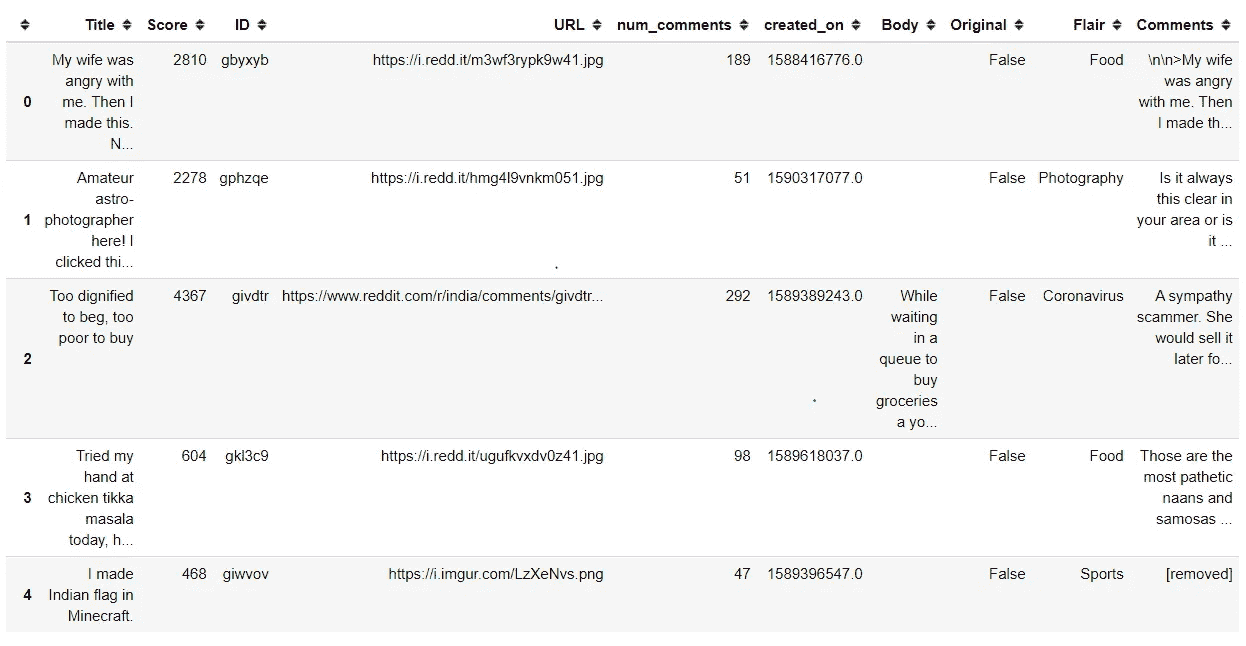 Title Score ID URL num_comments created_on Body Original Flair Comments
My wife was 2810 gbyxyb https://i.redd.it/m3wf3rypk9w41.jpg 189 1588416776.0 False Food \n\n>My wife
angry with was angry
0 me. Then I with me. Then
made this. I made th...
N...
Amateur 2278 gphzqe https://i.redd.it/hmg4l9vnkm051.jpg 51 1590317077.0 False Photography Is it always
astro- this clear in
1 photographer your area or is
here! I it ...
clicked thi...
Too dignified 4367 givdtr https://www.reddit.com/r/india/comments/givdtr... 292 1589389243.0 While False Coronavirus A sympathy
to beg, too waiting scammer. She
poor to buy in a would sell it
2 queue to later fo...
buy
groceries
a yo...
Tried my 604 gkl3c9 https://i.redd.it/ugufkvxdv0z41.jpg 98 1589618037.0 False Food Those are the
hand at most pathetic
3 chicken tikka naans and
masala samosas ...
today, h...
I made 468 giwvov https://i.imgur.com/LzXeNvs.png 47 1589396547.0 False Sports [removed]
4 Indian flag in
Minecraft.